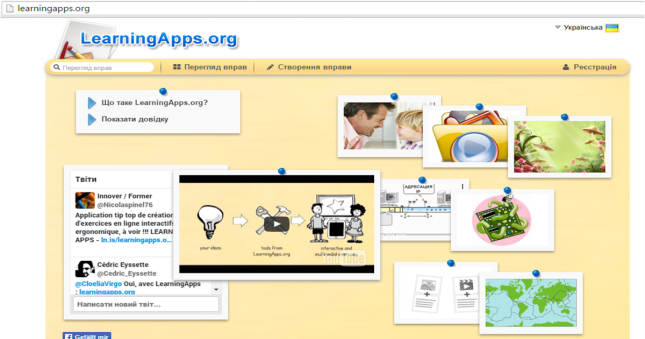 learningapps.org
LearningApps.org
Українська
Перегляд вправ
Перегляд вправ
Створення вправи
Реєстрація
Що таке LearningApps.org?
Показати довідку
Твіти
Innover / Former
@Nicolaspinel76
Application tip top de création
d'exercices en ligne interactifs
ergonomique, à voir !!! LEARN
APPS - ln.is/learningapps.o...
Cédric Eyssette
@Cedric_Eyssette
@CloeliaVirgo Oui, avec LearningApps
: learningapps.org
Написати новий твіт...
your ideas
tools from
LearningApps.org
interactive and
АДРЕСАЦИЯ
IP
Gefällt mir